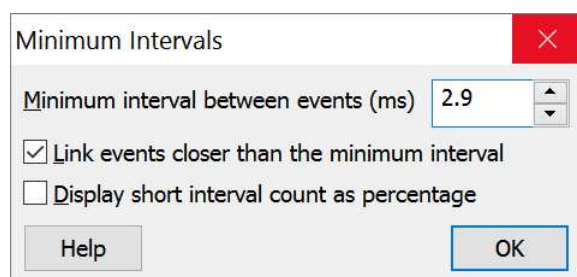 Minimum Intervals
Minimum interval between events (ms) 2.9
Link events closer than the minimum interval
Display short interval count as percentage
Help OK